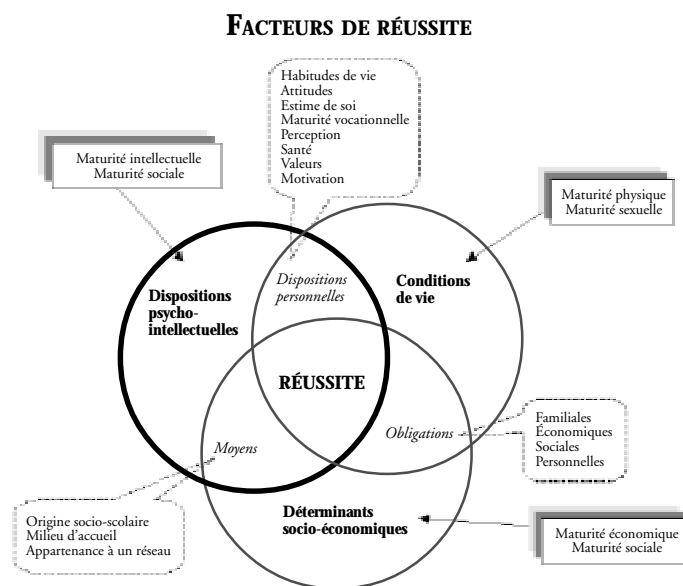 FACTEURS DE RÉUSSITE
Habitudes de vie
Attitudes
Estime de soi
Maturité vocationnelle
Perception
Santé
Valeurs
Motivation
Maturité intellectuelle
Maturité sociale
Maturité physique
Maturité sexuelle
Dispositions
psycho-
intellectuelles
Dispositions
personnelles
Conditions
de vie
RÉUSSITE
Moyens
Obligations
Familiales
Économiques
Sociales
Personnelles
Origine socio-scolaire
Milieu d'accueil
Appartenance à un réseau
Déterminants
socio-économiques
Maturité économique
Maturité sociale